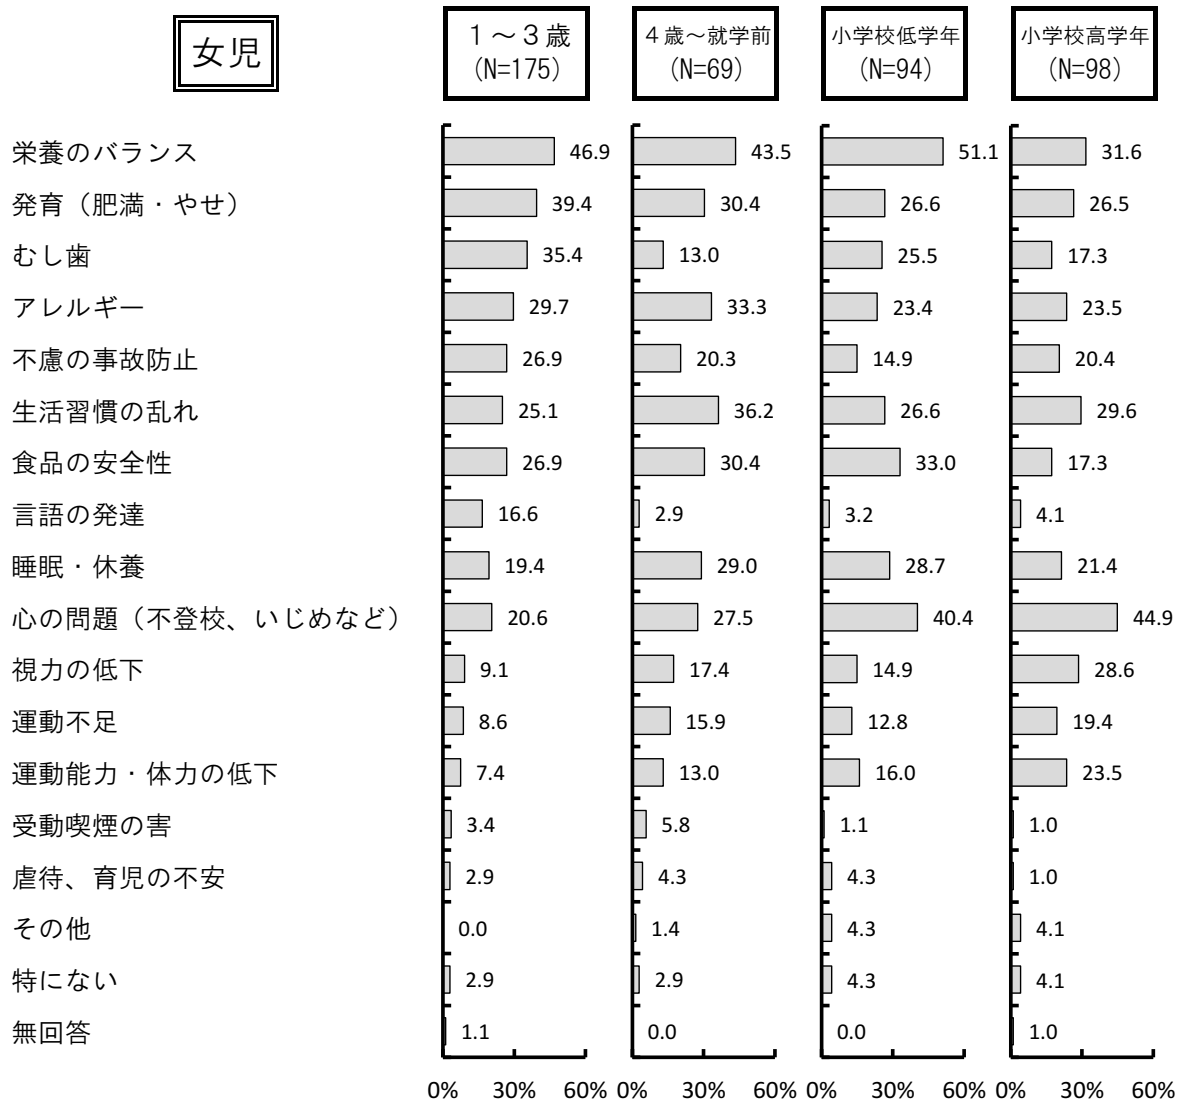 女児
１～３歳 ４歳～就学前 小学校低学年 小学校高学年
(N=175) (N=69) (N=94) (N=98)
栄養のバランス 46.9 43.5 51.1 31.6
発育（肥満・やせ） 39.4 30.4 26.6 26.5
むし歯 35.4 13.0 25.5 17.3
アレルギー 29.7 33.3 23.4 23.5
不慮の事故防止 26.9 20.3 14.9 20.4
生活習慣の乱れ 25.1 36.2 26.6 29.6
食品の安全性 26.9 30.4 33.0 17.3
言語の発達 16.6 2.9 3.2 4.1
睡眠・休養 19.4 29.0 28.7 21.4
心の問題（不登校、いじめなど） 20.6 27.5 40.4 44.9
視力の低下 9.1 17.4 14.9 28.6
運動不足 8.6 15.9 12.8 19.4
運動能力・体力の低下 7.4 13.0 16.0 23.5
受動喫煙の害 3.4 5.8 1.1 1.0
虐待、育児の不安 2.9 4.3 4.3 1.0
その他 0.0 1.4 4.3 4.1
特にない 2.9 2.9 4.3 4.1
無回答 1.1 0.0 0.0 1.0
0% 30% 60% 0% 30% 60% 0% 30% 60% 0% 30% 60%